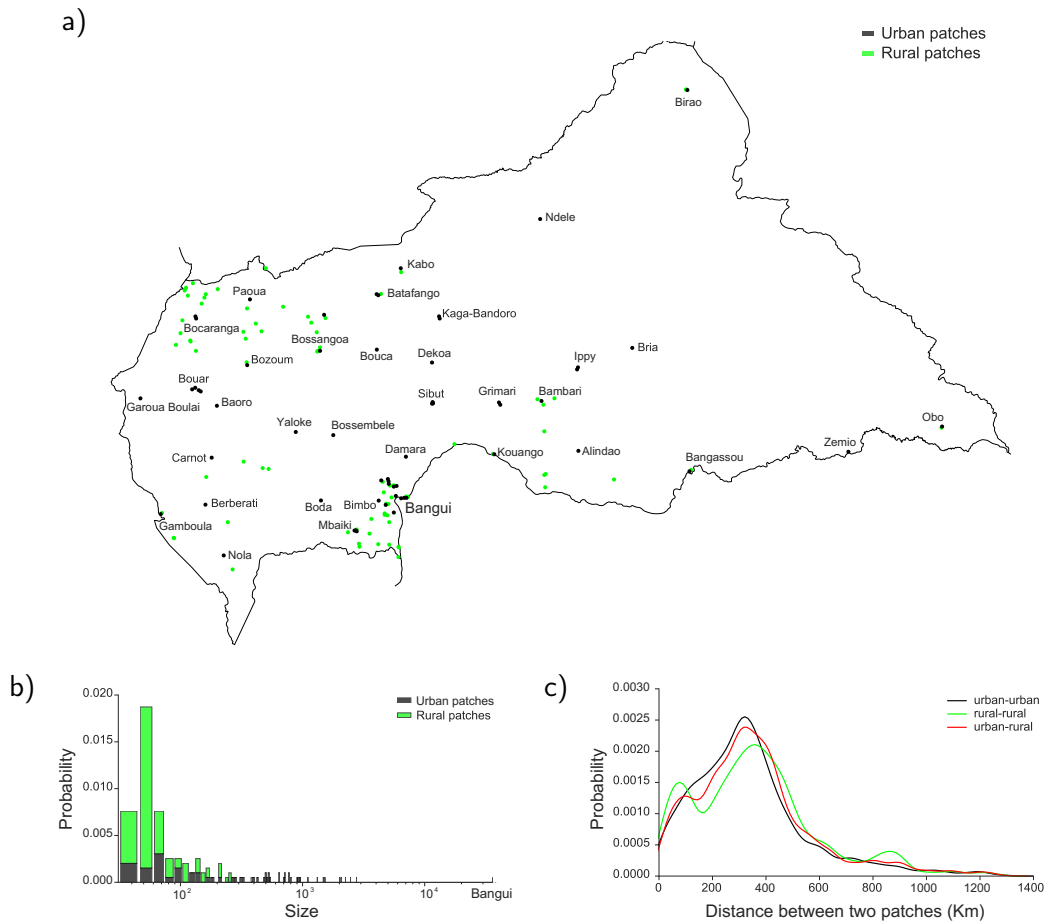 a)
Urban patches
Rural patches
Birao
Ndele
Kabo
Paoua
Batafango
Bocaranga
Kaga-Bandoro
Bossangoa
Bouca
Dekoa
Bria
Ippy
Bozoum
Bouar
Garoua Boulai
Baoro
Sibut
Grimari
Bambari
Yaloke
Bossembele
Obo
Zemio
Damara
Kouango
Alindao
Bangassou
Carnot
Berberati
Boda
Bimbo
Bangui
Gamboula
Mbaiki
Nola
b)
0.020
0.015
0.010
0.005
0.000
Probability
Urban patches
Rural patches
10²
10³
10⁴
Bangui
Size
c)
0.0030
0.0025
0.0020
0.0015
0.0010
0.0005
0.0000
Probability
urban-urban
rural-rural
urban-rural
0 200 400 600 800 1000 1200 1400
Distance between two patches (Km)